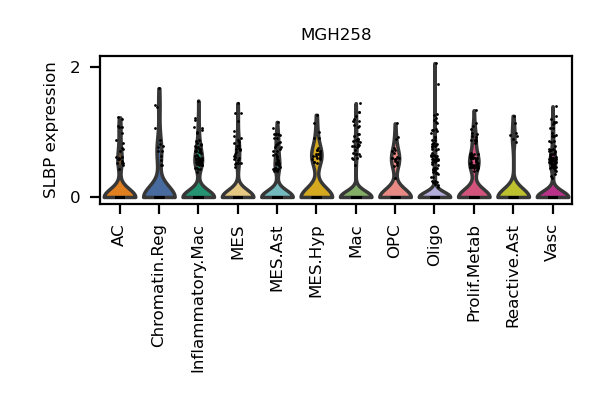 MGH258
SLBP expression
2
0
AC
Chromatin.Reg
Inflammatory.Mac
MES
MES.Ast
MES.Hyp
Mac
OPC
Oligo
Prolif.Metab
Reactive.Ast
Vasc